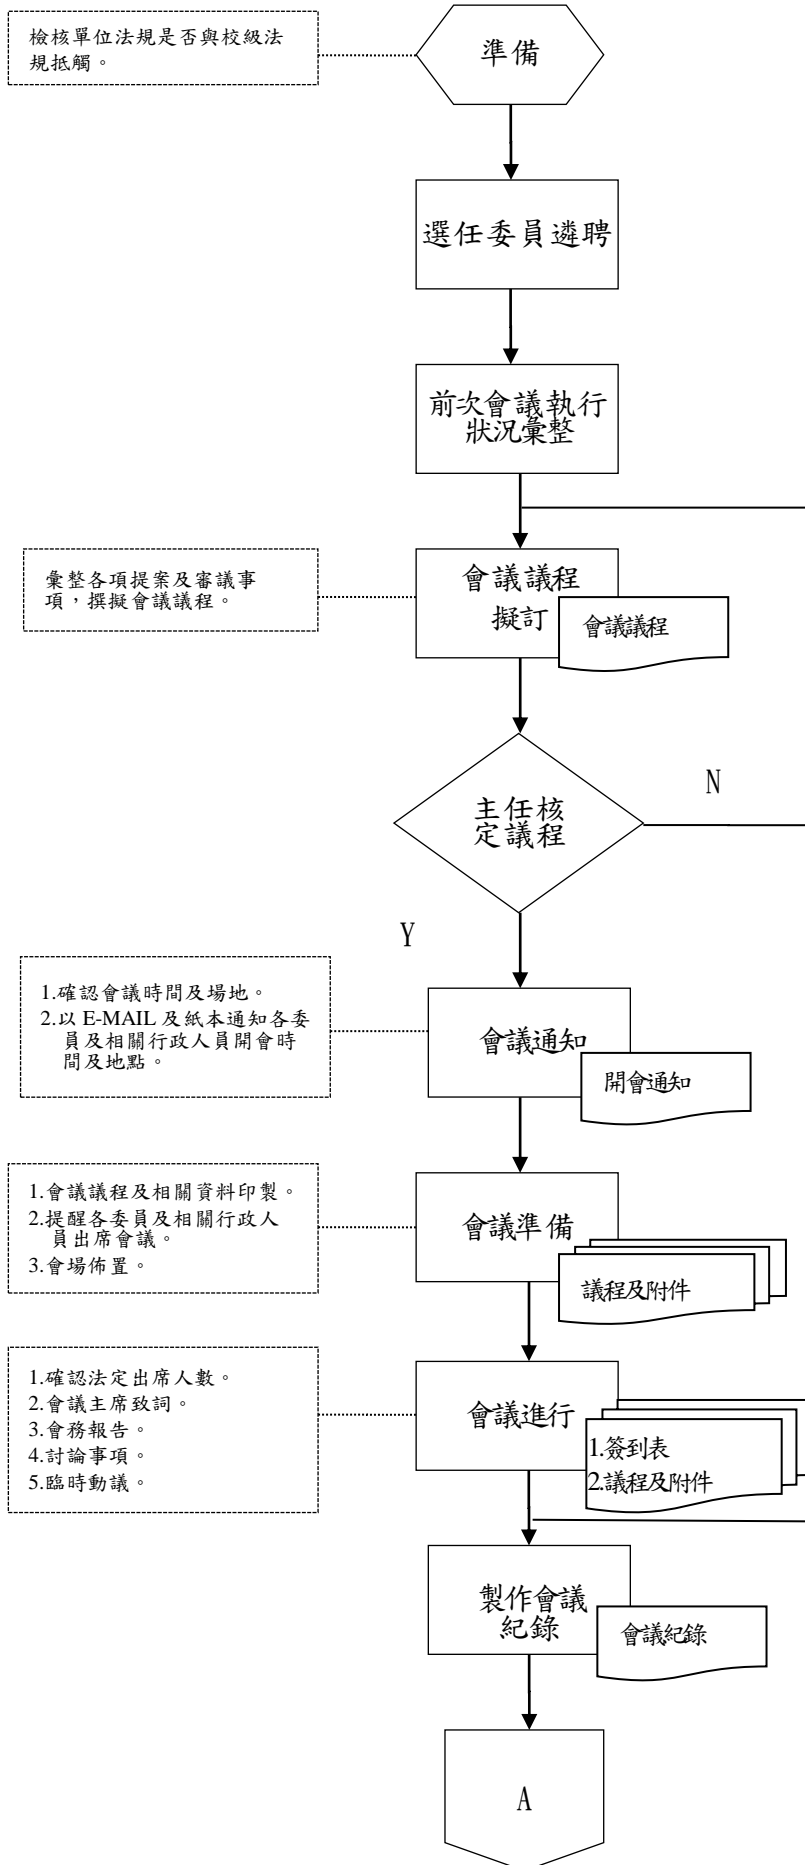 檢核單位法規是否與校級法
規抵觸。
準備
選任委員遴聘
前次會議執行
狀況彙整
彙整各項提案及審議事
項，撰擬會議議程。
會議議程
擬訂
會議議程
主任核
定議程
N
Y
1.確認會議時間及場地。
2.以 E-MAIL 及紙本通知各委
員及相關行政人員開會時
間及地點。
會議通知
開會通知
1.會議議程及相關資料印製。
2.提醒各委員及相關行政人
員出席會議。
3.會場佈置。
會議準備
議程及附件
1.確認法定出席人數。
2.會議主席致詞。
3.會務報告。
4.討論事項。
5.臨時動議。
會議進行
1.簽到表
2.議程及附件
製作會議
紀錄
會議紀錄
A